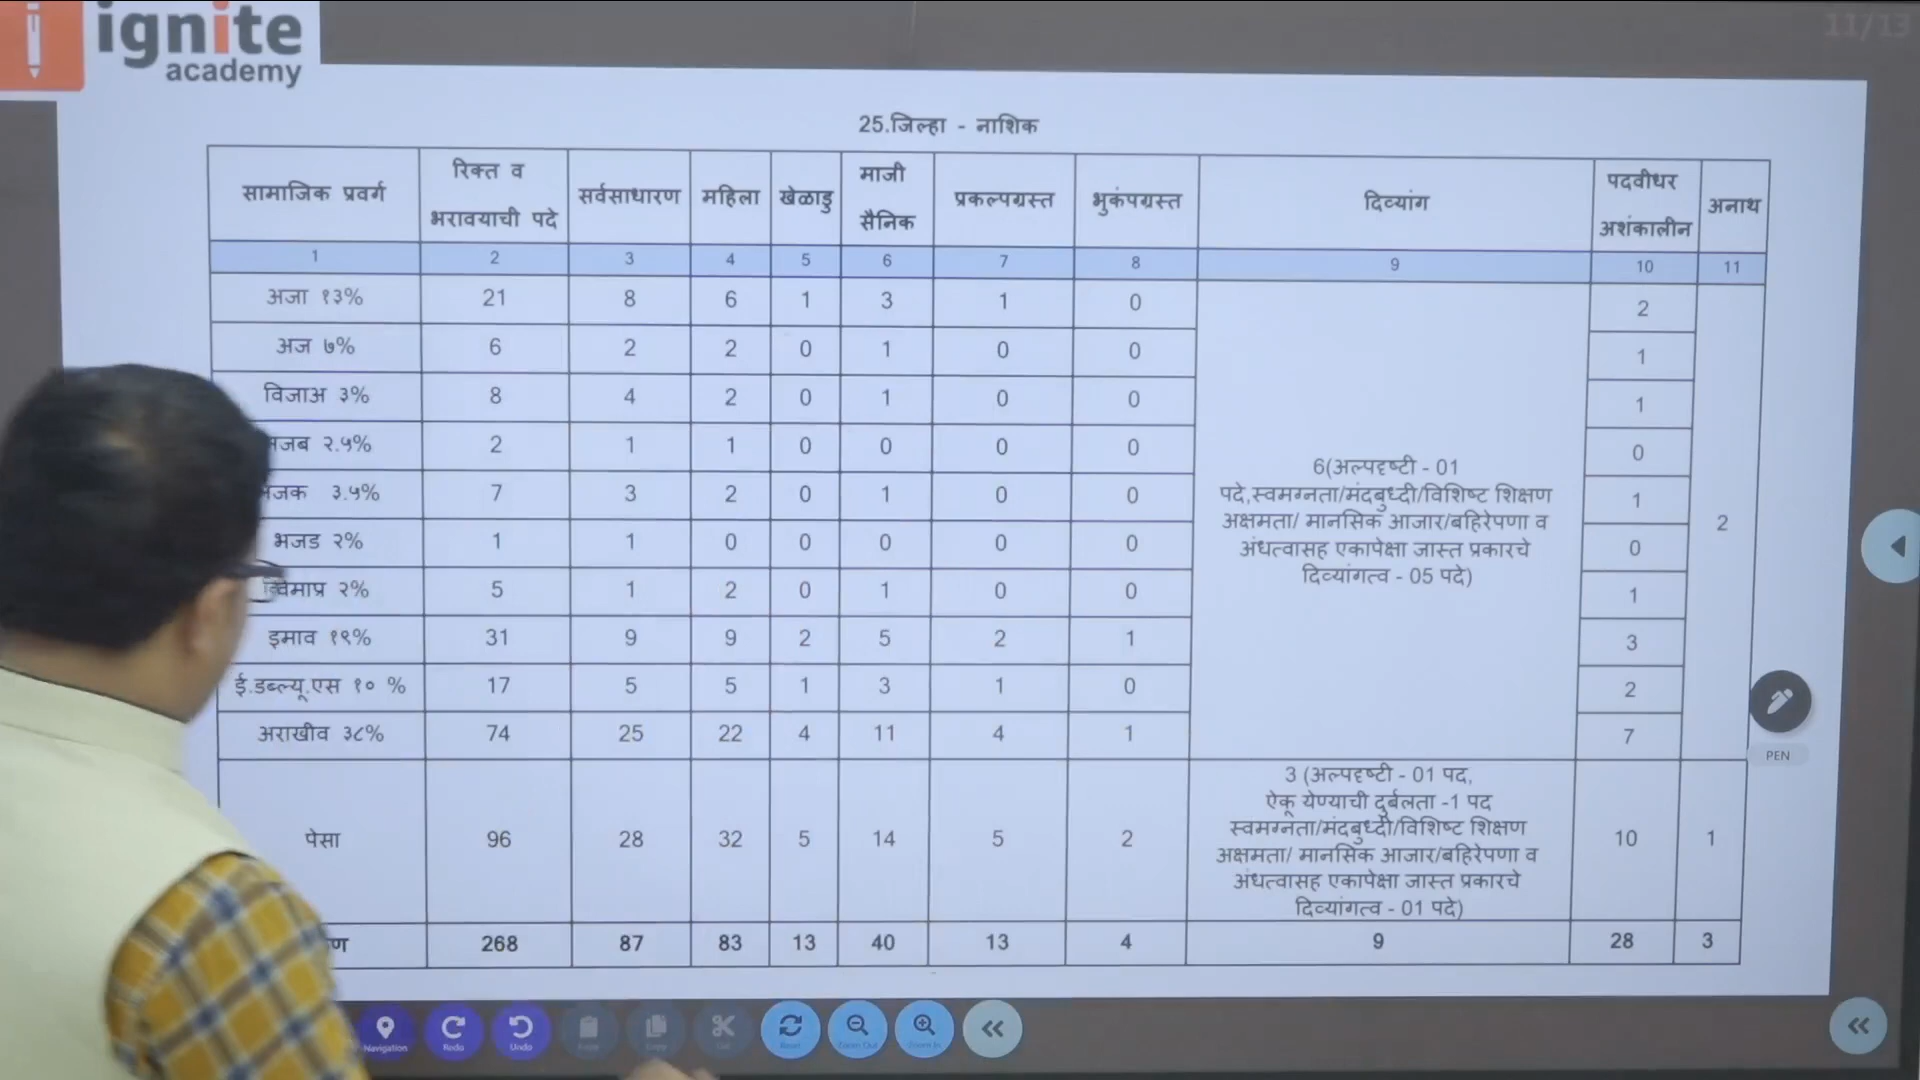 ignite
academy
11/13
25.जिल्हा - नाशिक
सामाजिक प्रवर्ग | रिक्त व भरावयाची पदे | सर्वसाधारण | महिला | खेळाडु | माजी सैनिक | प्रकल्पग्रस्त | भुकंपग्रस्त | दिव्यांग | पदवीधर अशंकालीन | अनाथ
1 | 2 | 3 | 4 | 5 | 6 | 7 | 8 | 9 | 10 | 11
अजा १३% | 21 | 8 | 6 | 1 | 3 | 1 | 0 | 2
अज ७% | 6 | 2 | 2 | 0 | 1 | 0 | 0 | 1
विजाअ ३% | 8 | 4 | 2 | 0 | 1 | 0 | 0 | 1
जब २.५% | 2 | 1 | 1 | 0 | 0 | 0 | 0 | 0
जक ३.५% | 7 | 3 | 2 | 0 | 1 | 0 | 0 | 1
भजड २% | 1 | 1 | 0 | 0 | 0 | 0 | 0 | 0
विमाप्र २% | 5 | 1 | 2 | 0 | 1 | 0 | 0 | 1
इमाव १९% | 31 | 9 | 9 | 2 | 5 | 2 | 1 | 3
ई.डब्ल्यू.एस १० % | 17 | 5 | 5 | 1 | 3 | 1 | 0 | 2
अराखीव ३८% | 74 | 25 | 22 | 4 | 11 | 4 | 1 | 7
6(अल्पदृष्टी - 01
पदे,स्वमग्नता/मंदबुध्दी/विशिष्ट शिक्षण
अक्षमता/ मानसिक आजार/बहिरेपणा व
अंधत्वासह एकापेक्षा जास्त प्रकारचे
दिव्यांगत्व - 05 पदे)
2
पेसा | 96 | 28 | 32 | 5 | 14 | 5 | 2
3 (अल्पदृष्टी - 01 पद,
ऐकू येण्याची दुर्बलता -1 पद
स्वमग्नता/मंदबुध्दी/विशिष्ट शिक्षण
अक्षमता/ मानसिक आजार/बहिरेपणा व
अंधत्वासह एकापेक्षा जास्त प्रकारचे
दिव्यांगत्व - 01 पदे)
10 | 1
ण | 268 | 87 | 83 | 13 | 40 | 13 | 4 | 9 | 28 | 3
PEN
Navigation
Redo
Undo
Paste
Copy
Cut
Reset
Zoom Out
Zoom In